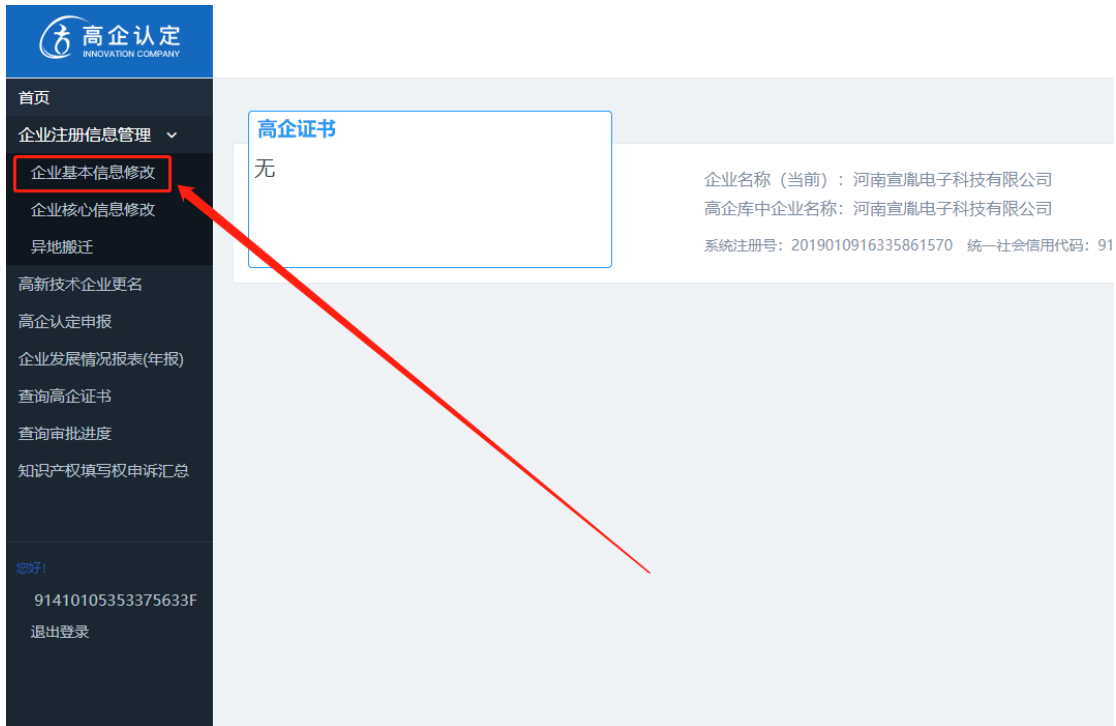 高企认定
INNOVATION COMPANY
首页
企业注册信息管理
企业基本信息修改
企业核心信息修改
异地搬迁
高新技术企业更名
高企认定申报
企业发展情况报表(年报)
查询高企证书
查询审批进度
知识产权填写权申诉汇总
您好!
91410105353375633F
退出登录
高企证书
无
企业名称（当前）：河南宣胤电子科技有限公司
高企库中企业名称：河南宣胤电子科技有限公司
系统注册号：2019010916335861570 统一社会信用代码：91